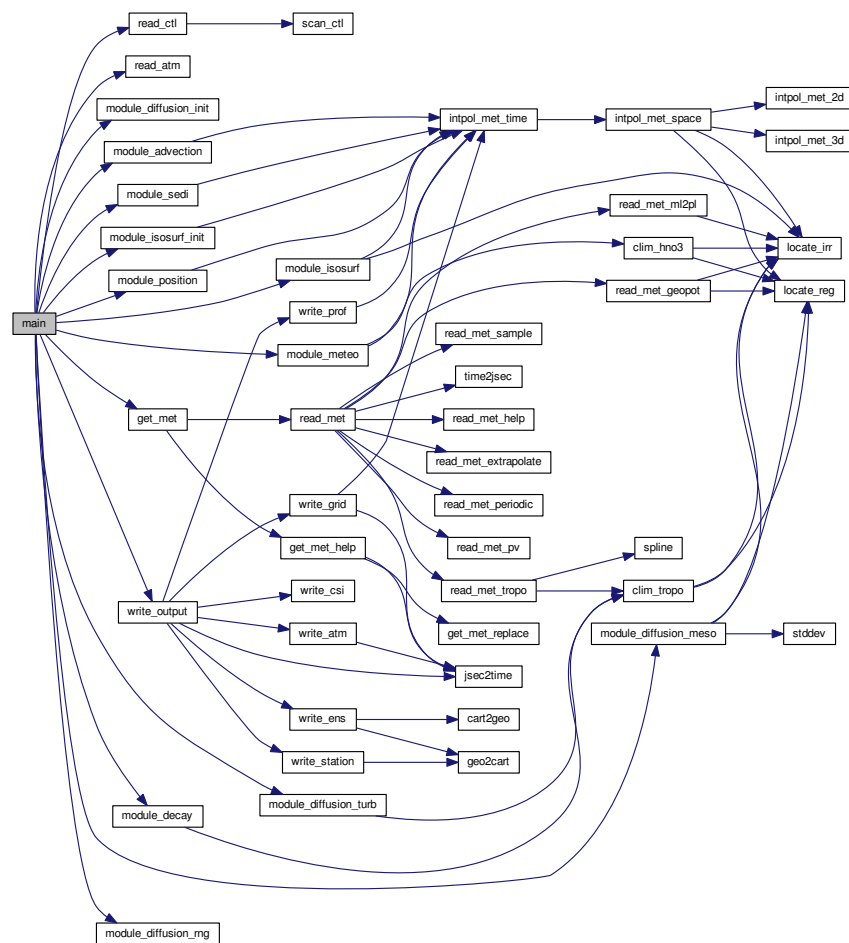 read_ctl
scan_ctl
read_atm
module_diffusion_init
module_advection
module_sedi
module_isosurf_init
module_position
main
module_isosurf
write_prof
module_meteo
get_met
read_met
write_grid
get_met_help
write_output
write_csi
write_atm
write_ens
write_station
module_diffusion_turb
module_decay
module_diffusion_rng
intpol_met_time
intpol_met_space
intpol_met_2d
intpol_met_3d
read_met_ml2pl
clim_hno3
read_met_geopot
locate_irr
locate_reg
read_met_sample
time2jsec
read_met_help
read_met_extrapolate
read_met_periodic
read_met_pv
read_met_tropo
spline
clim_tropo
get_met_replace
module_diffusion_meso
stddev
jsec2time
cart2geo
geo2cart